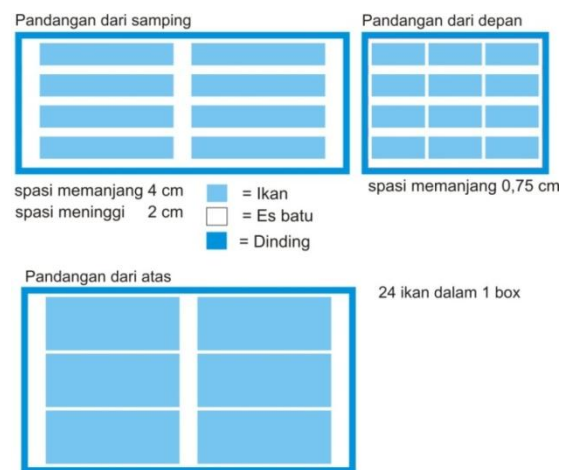 Pandangan dari samping
Pandangan dari depan
spasi memanjang 4 cm
spasi meninggi 2 cm
= Ikan
= Es batu
= Dinding
spasi memanjang 0,75 cm
Pandangan dari atas
24 ikan dalam 1 box